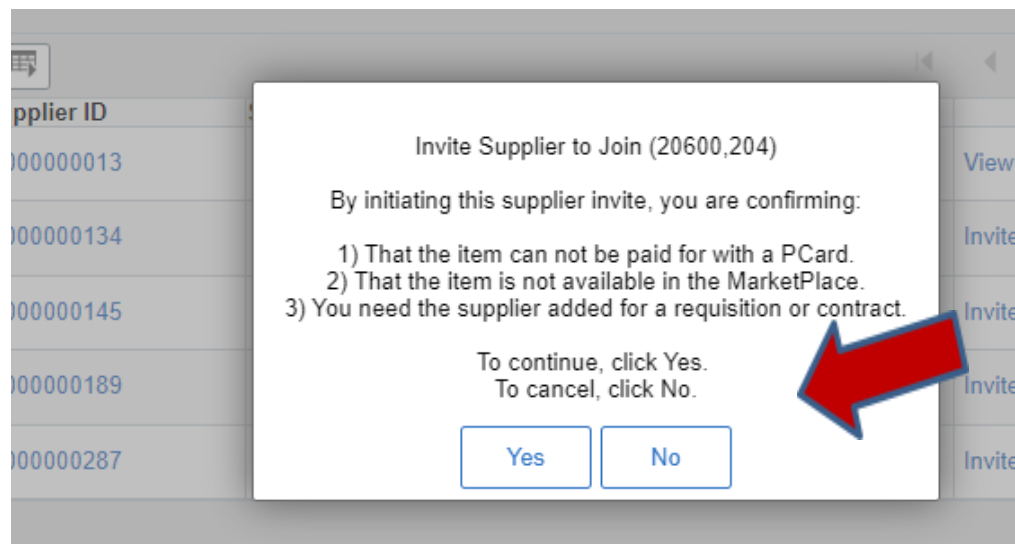 pplier ID
000000013
View
Invite Supplier to Join (20600,204)
By initiating this supplier invite, you are confirming:
000000134
Invite
1) That the item can not be paid for with a PCard.
2) That the item is not available in the MarketPlace.
3) You need the supplier added for a requisition or contract.
000000145
Invite
To continue, click Yes.
To cancel, click No.
000000189
Invite
Yes
No
000000287
Invite